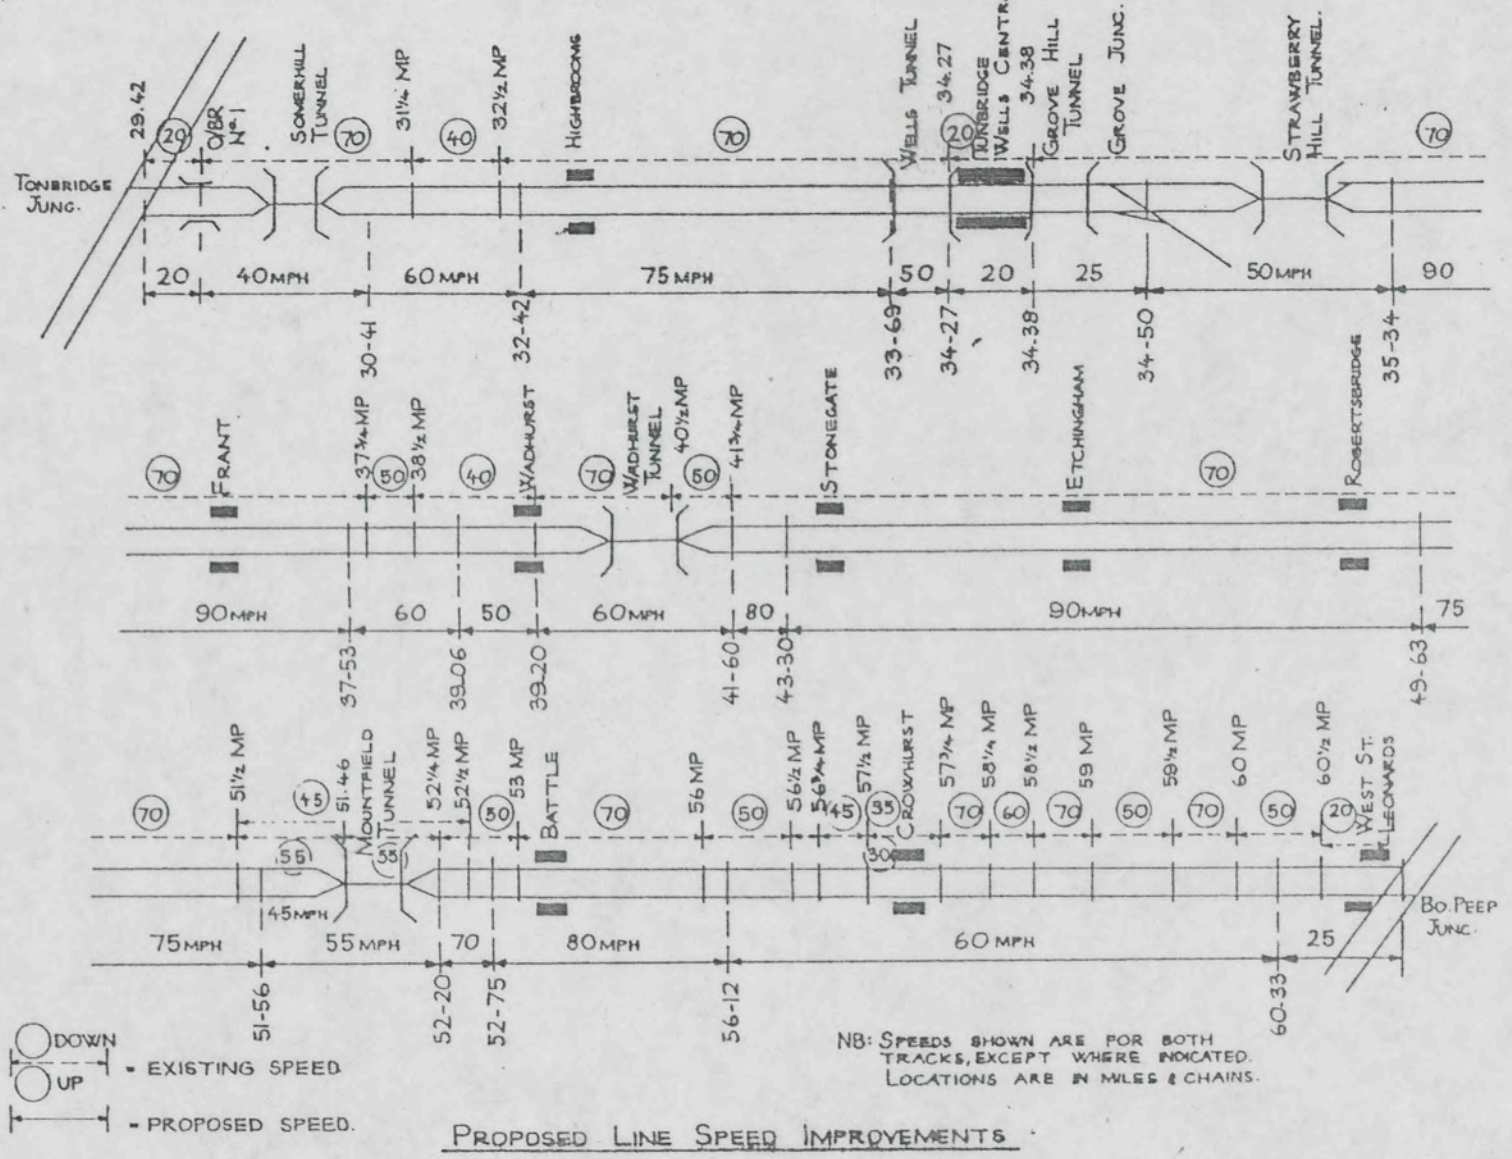 29.42
20
O/BR
Nº 1
SOMERHILL
TUNNEL
70
31¼ MP
40
32½ MP
HIGHBROOMS
70
WELLS TUNNEL
34.27
20
TUNBRIDGE
WELLS CENTR.
34.38
GROVE HILL
TUNNEL
GROVE JUNC.
STRAWBERRY
HILL TUNNEL.
70
TONBRIDGE
JUNC.
20
40MPH
60MPH
75MPH
50
20
25
50MPH
90
30-41
32-42
33-69
34-27
34-38
34-50
35-34
70
FRANT
37¾ MP
50
38½ MP
40
WADHURST
70
WADHURST
TUNNEL
40½ MP
50
41¾ MP
STONEGATE
ETCHINGHAM
70
ROBERTSBRIDGE
90MPH
60
50
60MPH
80
90MPH
75
37-53
39.06
39.20
41-60
43-30
49-63
70
51½ MP
45
51.46
MOUNTFIELD
TUNNEL
52¼ MP
52½ MP
50
53 MP
BATTLE
70
56 MP
50
56½ MP
56¾ MP
45
57½ MP
35
CROWHURST
57¾ MP
70
58¼ MP
60
58½ MP
70
59 MP
50
59½ MP
70
60 MP
50
60½ MP
20
WEST ST.
LEONARDS
55
55
30
45MPH
75MPH
55MPH
70
80MPH
60MPH
25
BO.PEEP
JUNC.
51-56
52-20
52-75
56-12
60-33
DOWN
- EXISTING SPEED
UP
- PROPOSED SPEED.
NB: SPEEDS SHOWN ARE FOR BOTH
TRACKS, EXCEPT WHERE INDICATED.
LOCATIONS ARE IN MILES & CHAINS.
PROPOSED LINE SPEED IMPROVEMENTS